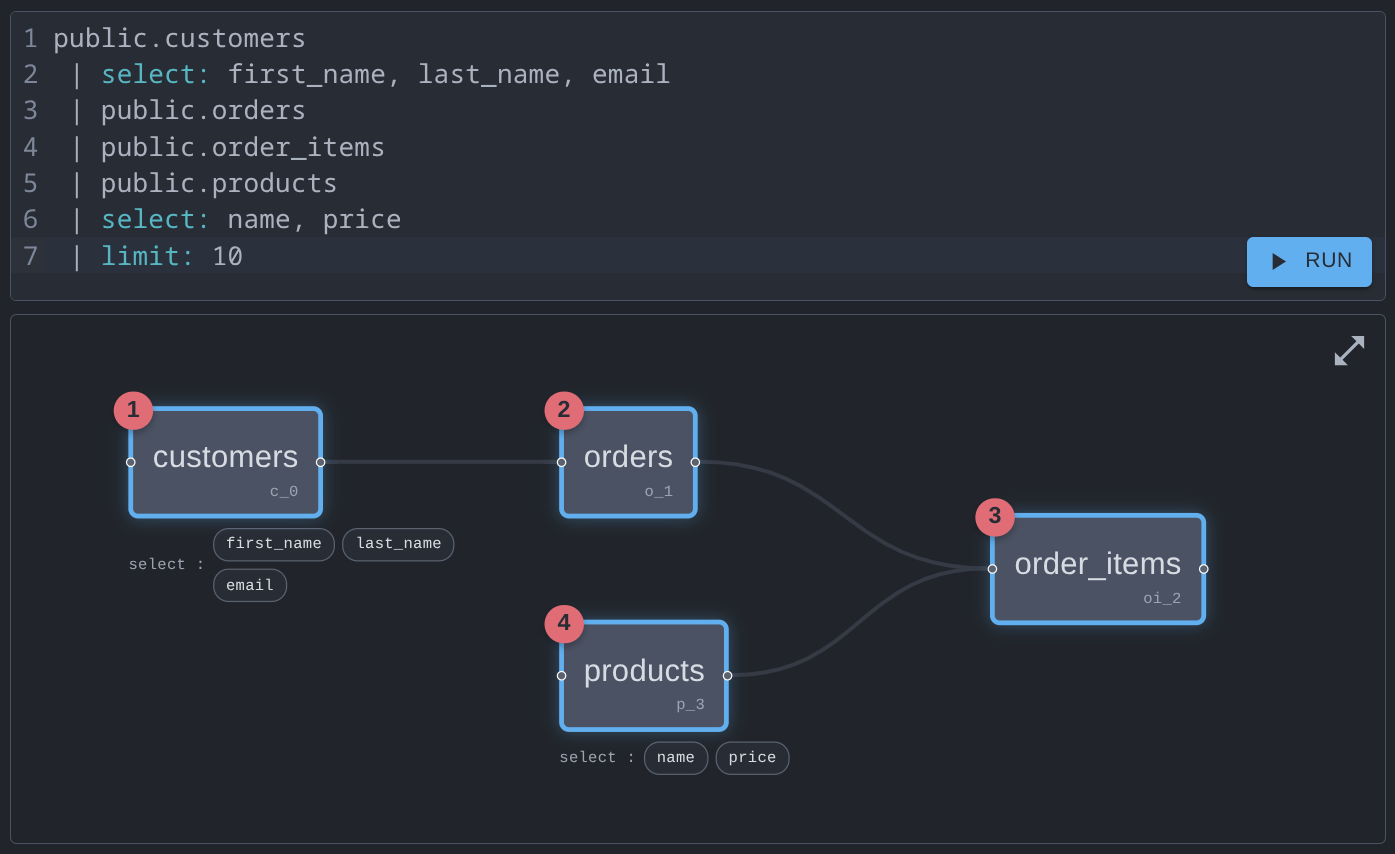 1 public.customers
2 | select: first_name, last_name, email
3 | public.orders
4 | public.order_items
5 | public.products
6 | select: name, price
7 | limit: 10
RUN
1
customers
c_0
select :
first_name
last_name
email
2
orders
o_1
3
order_items
oi_2
4
products
p_3
select :
name
price